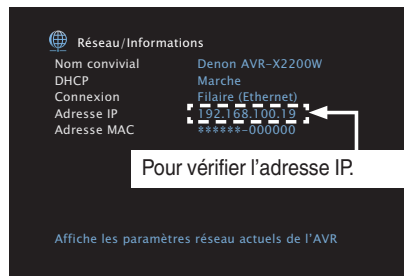 Réseau/Informations
Nom convivial Denon AVR-X2200W
DHCP Marche
Connexion Filaire (Ethernet)
Adresse IP 192.168.100.19
Adresse MAC ******-000000
Pour vérifier l'adresse IP.
Affiche les paramètres réseau actuels de l'AVR